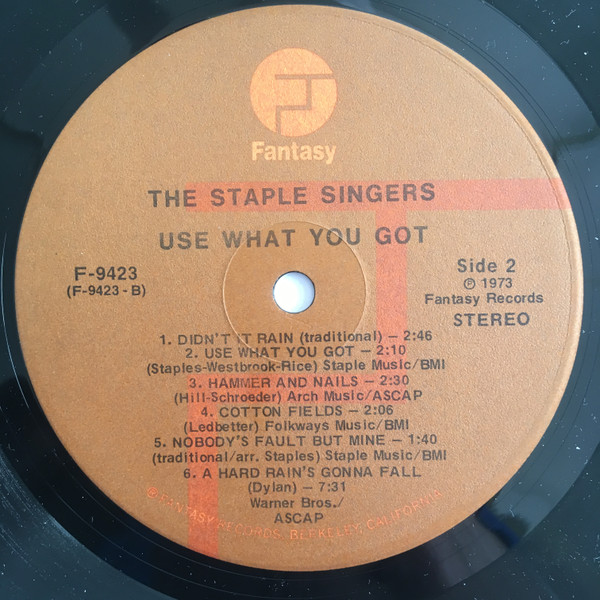 Fantasy
THE STAPLE SINGERS
USE WHAT YOU GOT
F-9423
(F-9423-B)
Side 2
℗ 1973
Fantasy Records
STEREO
1. DIDN'T IT RAIN (traditional) – 2:46
2. USE WHAT YOU GOT – 2:10
(Staples-Westbrook-Rice) Staple Music/BMI
3. HAMMER AND NAILS – 2:30
(Hill-Schroeder) Arch Music/ASCAP
4. COTTON FIELDS – 2:06
(Ledbetter) Folkways Music/BMI
5. NOBODY'S FAULT BUT MINE – 1:40
(traditional/arr. Staples) Staple Music/BMI
6. A HARD RAIN'S GONNA FALL
(Dylan) – 7:31
Warner Bros./
ASCAP
FANTASY RECORDS, BERKELEY, CALIFORNIA